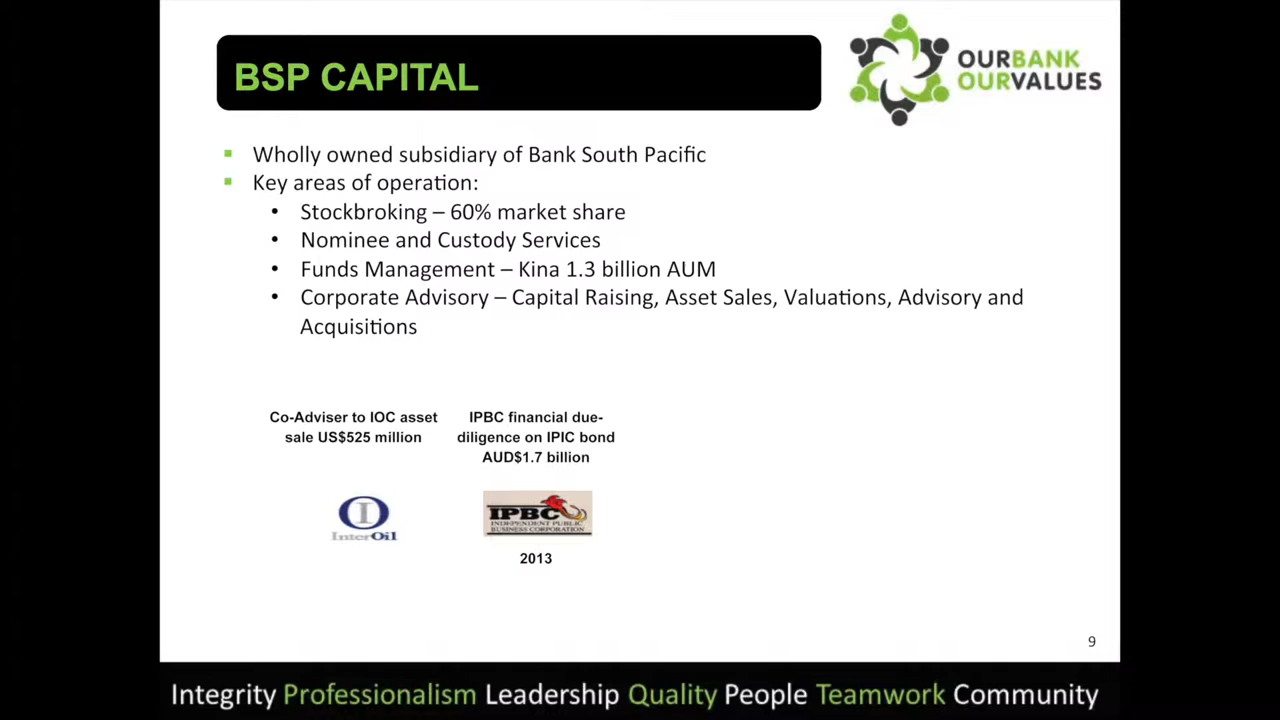 BSP CAPITAL
OURBANK
OURVALUES
▪ Wholly owned subsidiary of Bank South Pacific
▪ Key areas of operation:
• Stockbroking – 60% market share
• Nominee and Custody Services
• Funds Management – Kina 1.3 billion AUM
• Corporate Advisory – Capital Raising, Asset Sales, Valuations, Advisory and
Acquisitions
Co-Adviser to IOC asset
sale US$525 million
IPBC financial due-
diligence on IPIC bond
AUD$1.7 billion
InterOil
IPBC
INDEPENDENT PUBLIC
BUSINESS CORPORATION
2013
9
Integrity Professionalism Leadership Quality People Teamwork Community